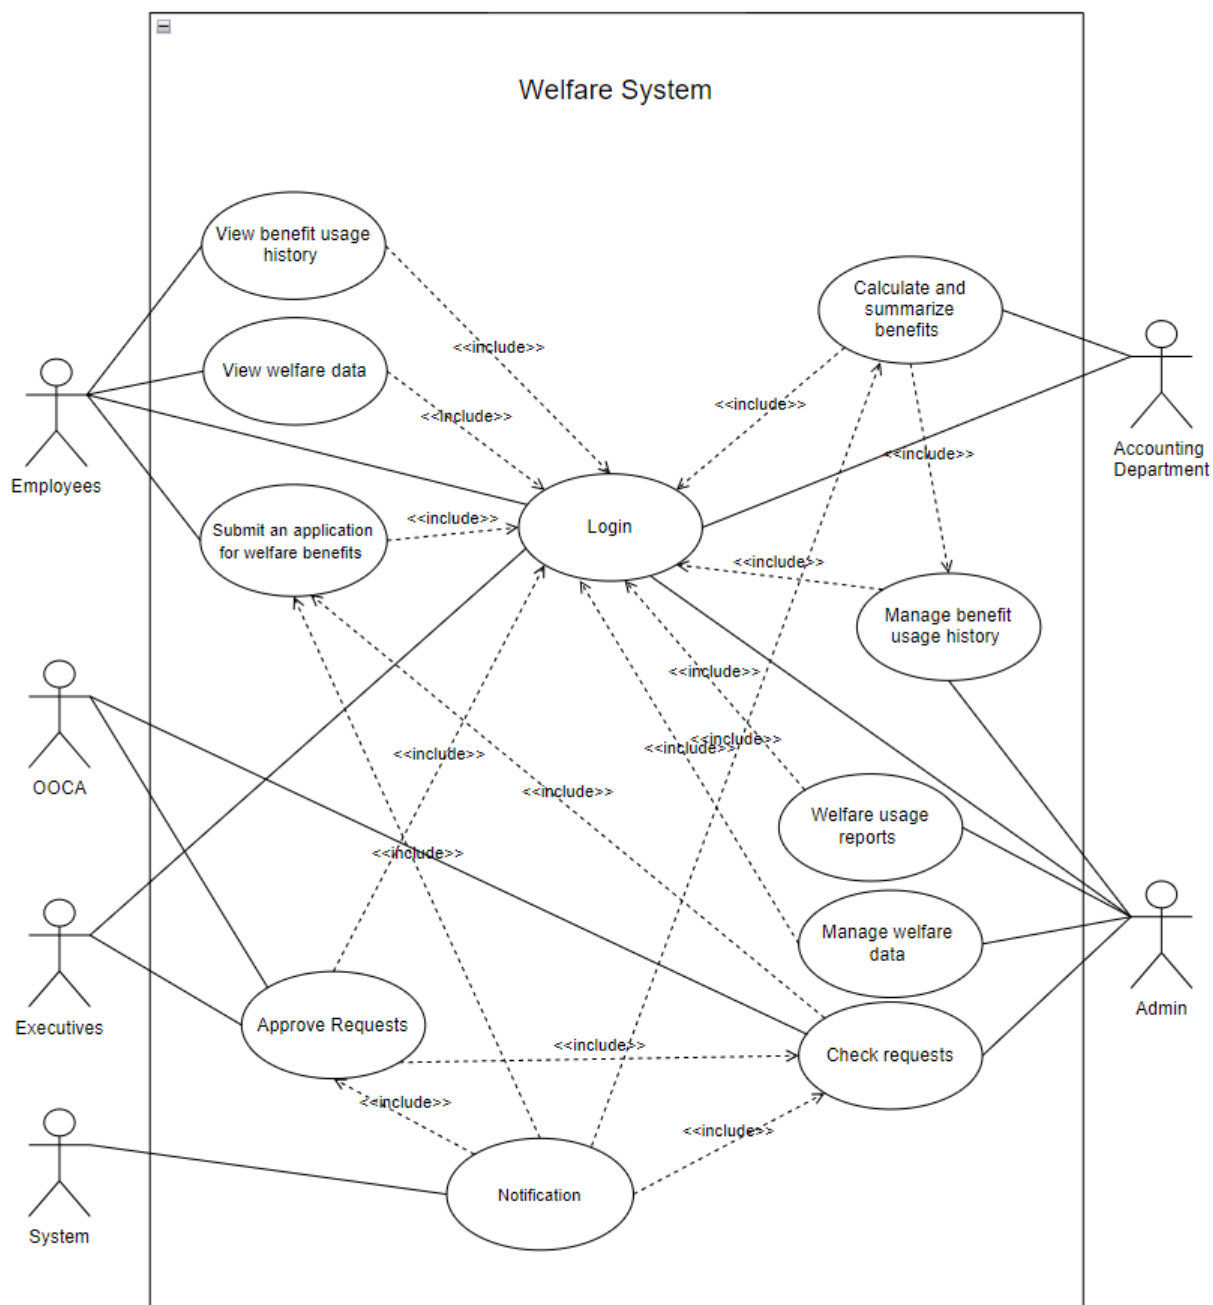 Welfare System
View benefit usage
history
Calculate and
summarize
benefits
<<include>>
View welfare data
<<include>>
<<include>>
Accounting
Department
<<include>>
Employees
Submit an application
for welfare benefits
<<include>>
Login
<<include>>
Manage benefit
usage history
<<include>>
<<include>>
<<include>>
<<include>>
OOCA
<<include>>
Welfare usage
reports
<<include>>
Manage welfare
data
Admin
Executives
Approve Requests
<<include>>
Check requests
<<include>>
<<include>>
Notification
System